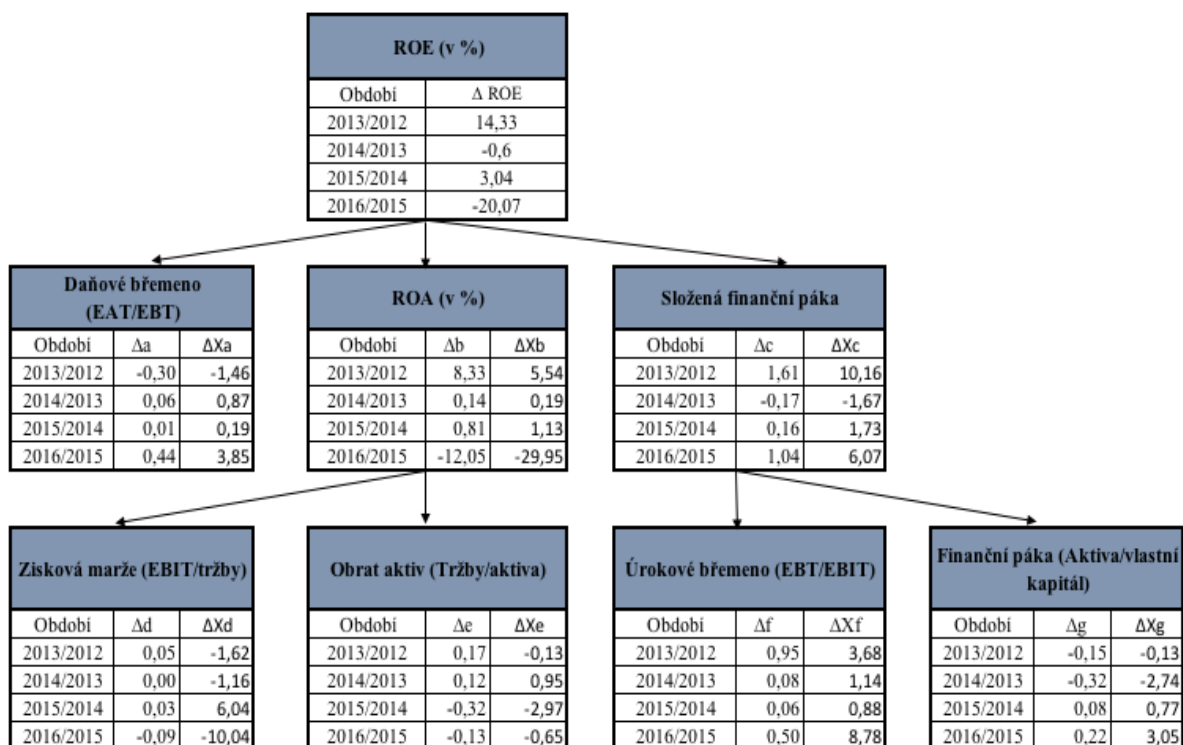 ROE (v %)
Období Δ ROE
2013/2012 14,33
2014/2013 -0,6
2015/2014 3,04
2016/2015 -20,07
Daňové břemeno
(EAT/EBT)
Období Δa ΔXa
2013/2012 -0,30 -1,46
2014/2013 0,06 0,87
2015/2014 0,01 0,19
2016/2015 0,44 3,85
ROA (v %)
Období Δb ΔXb
2013/2012 8,33 5,54
2014/2013 0,14 0,19
2015/2014 0,81 1,13
2016/2015 -12,05 -29,95
Složená finanční páka
Období Δc ΔXc
2013/2012 1,61 10,16
2014/2013 -0,17 -1,67
2015/2014 0,16 1,73
2016/2015 1,04 6,07
Zisková marže (EBIT/tržby)
Období Δd ΔXd
2013/2012 0,05 -1,62
2014/2013 0,00 -1,16
2015/2014 0,03 6,04
2016/2015 -0,09 -10,04
Obrat aktiv (Tržby/aktiva)
Období Δe ΔXe
2013/2012 0,17 -0,13
2014/2013 0,12 0,95
2015/2014 -0,32 -2,97
2016/2015 -0,13 -0,65
Úrokové břemeno (EBT/EBIT)
Období Δf ΔXf
2013/2012 0,95 3,68
2014/2013 0,08 1,14
2015/2014 0,06 0,88
2016/2015 0,50 8,78
Finanční páka (Aktiva/vlastní
kapitál)
Období Δg ΔXg
2013/2012 -0,15 -0,13
2014/2013 -0,32 -2,74
2015/2014 0,08 0,77
2016/2015 0,22 3,05